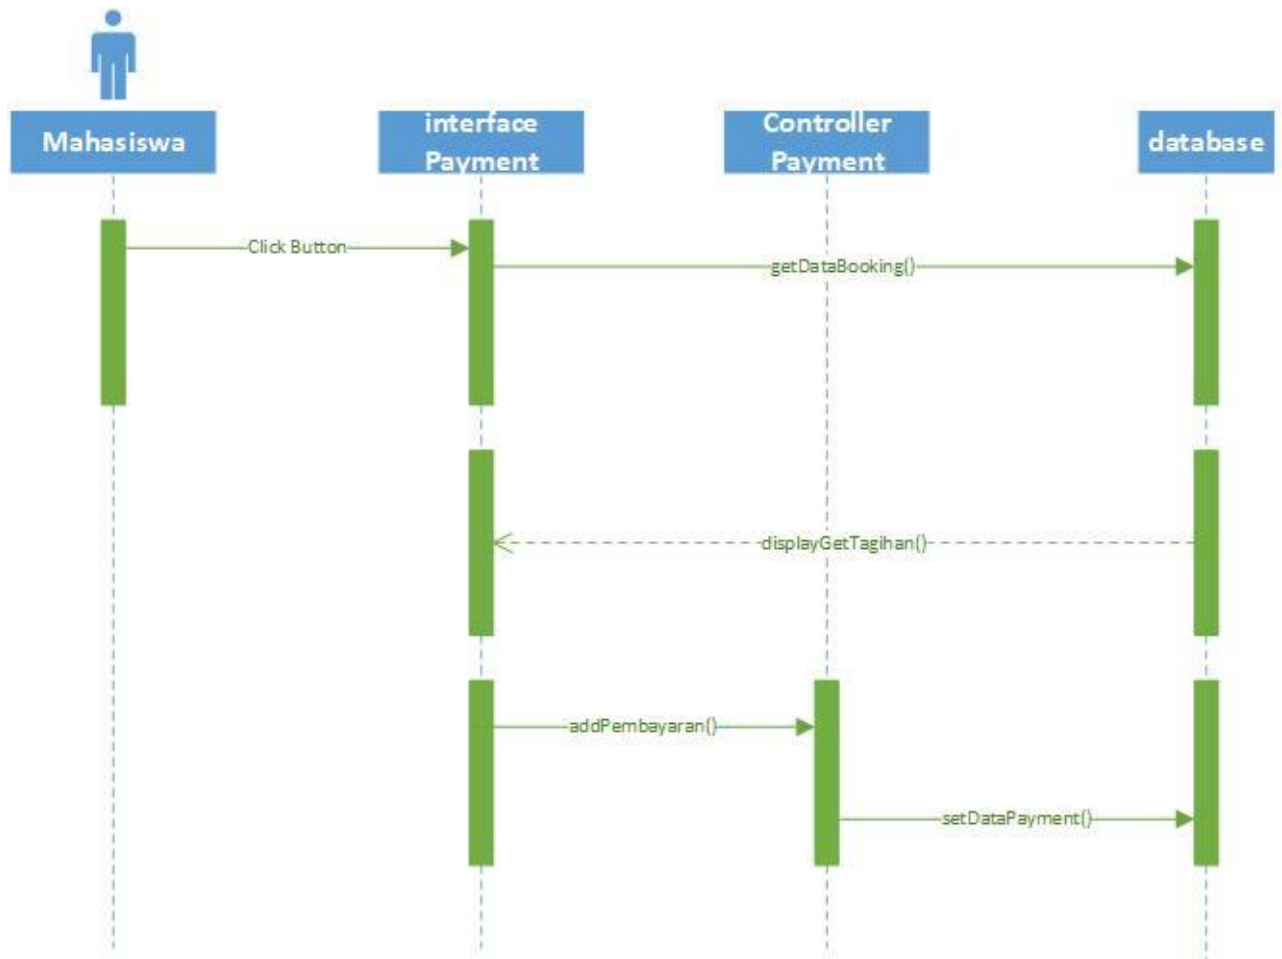 Mahasiswa
interface
Payment
Controller
Payment
database
Click Button
getDataBooking()
displayGetTagihan()
addPembayaran()
setDataPayment()